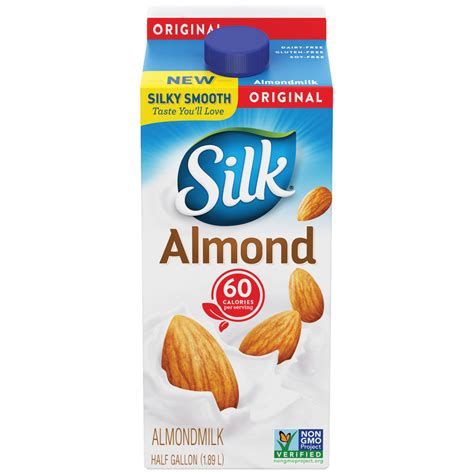 ORIGINAL
DAIRY-FREE
GLUTEN-FREE
SOY-FREE
NEW
SILKY SMOOTH
Taste You'll Love
Almondmilk
ORIGINAL
Silk®
Almond
60
CALORIES
per serving
ALMONDMILK
HALF GALLON (1.89 L)
NON
GMO
Project
VERIFIED
nongmoproject.org